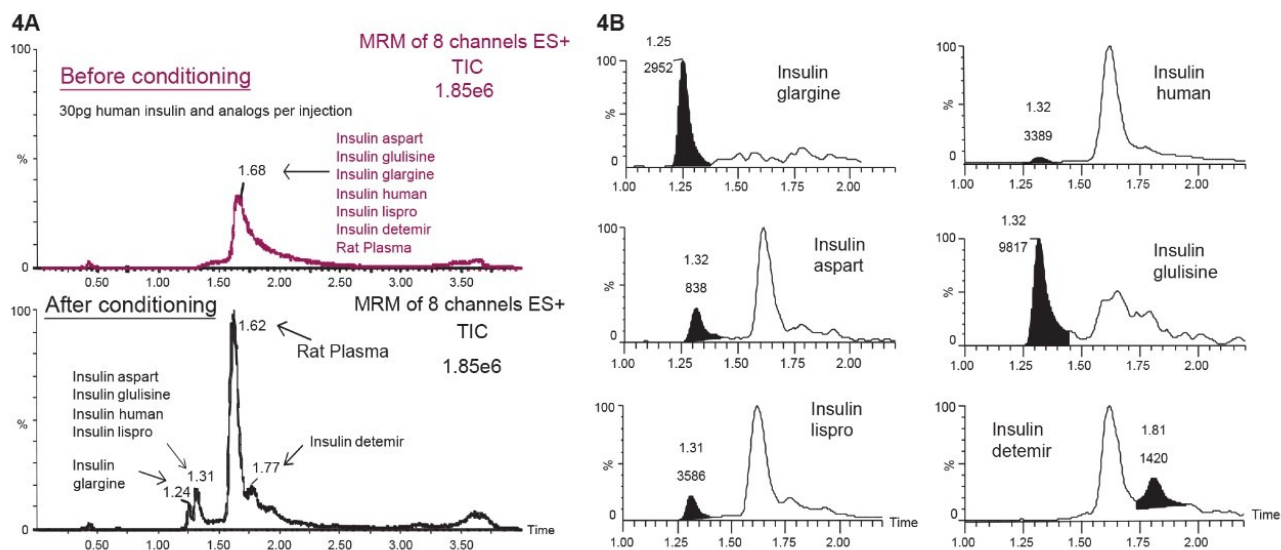 4A
MRM of 8 channels ES+
TIC
1.85e6
Before conditioning
30pg human insulin and analogs per injection
100
%
0
1.68
Insulin aspart
Insulin glulisine
Insulin glargine
Insulin human
Insulin lispro
Insulin detemir
Rat Plasma
0.50 1.00 1.50 2.00 2.50 3.00 3.50
After conditioning
MRM of 8 channels ES+
TIC
1.85e6
100
%
0
1.62
Rat Plasma
Insulin aspart
Insulin glulisine
Insulin human
Insulin lispro
Insulin glargine
1.24
1.31
1.77
Insulin detemir
Time
0.50 1.00 1.50 2.00 2.50 3.00 3.50
4B
1.25
2952
100
%
0
Insulin
glargine
1.00 1.25 1.50 1.75 2.00
100
%
0
1.32
3389
Insulin
human
1.00 1.25 1.50 1.75 2.00
100
%
0
1.32
838
Insulin
aspart
1.00 1.25 1.50 1.75 2.00
1.32
9817
100
%
0
Insulin
glulisine
1.00 1.25 1.50 1.75 2.00
100
%
0
1.31
3586
Insulin
lispro
Time
1.00 1.25 1.50 1.75 2.00
100
%
0
Insulin
detemir
1.81
1420
Time
1.00 1.25 1.50 1.75 2.00